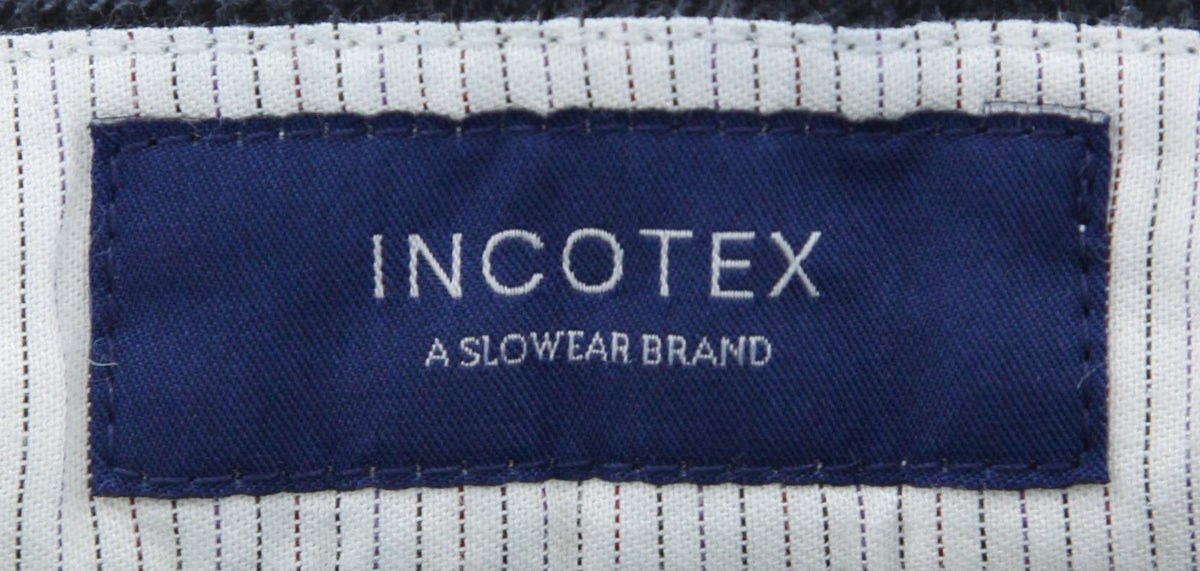 INCOTEX
A SLOWEAR BRAND